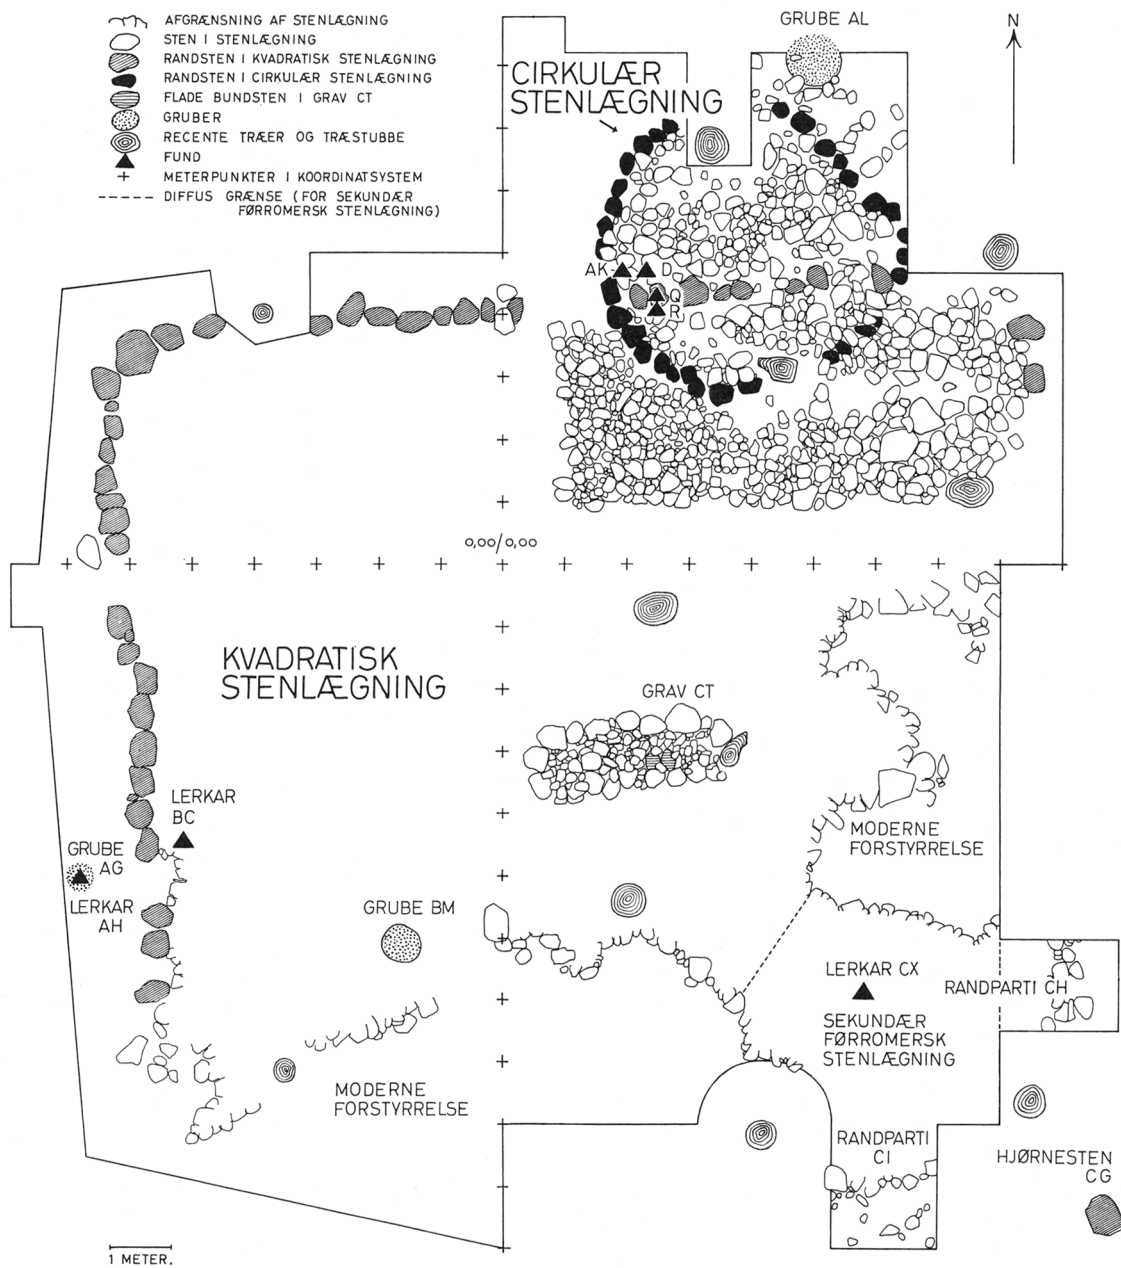 AFGRÆNSNING AF STENLÆGNING
STEN I STENLÆGNING
RANDSTEN I KVADRATISK STENLÆGNING
RANDSTEN I CIRKULÆR STENLÆGNING
FLADE BUNDSTEN I GRAV CT
GRUBER
RECENTE TRÆER OG TRÆSTUBBE
FUND
METERPUNKTER I KOORDINATSYSTEM
DIFFUS GRÆNSE (FOR SEKUNDÆR
FØRROMERSK STENLÆGNING)
GRUBE AL
N
CIRKULÆR
STENLÆGNING
AK
D
Q
R
0,00/0,00
KVADRATISK
STENLÆGNING
GRAV CT
LERKAR
BC
MODERNE
FORSTYRRELSE
GRUBE
AG
LERKAR
AH
GRUBE BM
LERKAR CX
RANDPARTI CH
SEKUNDÆR
FØRROMERSK
STENLÆGNING
MODERNE
FORSTYRRELSE
RANDPARTI
CI
HJØRNESTEN
CG
1 METER.